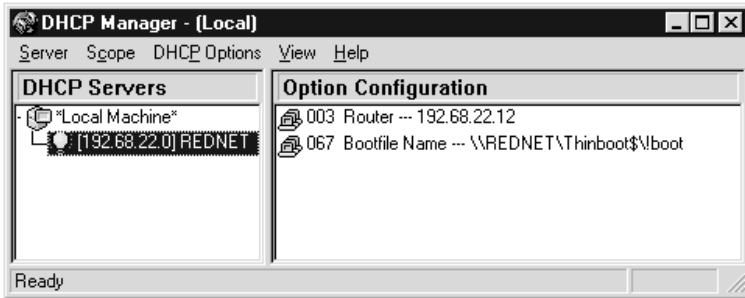 DHCP Manager - (Local)
Server Scope DHCP Options View Help
DHCP Servers
Option Configuration
*Local Machine*
[192.68.22.0] REDNET
003 Router --- 192.68.22.12
067 Bootfile Name --- \\REDNET\Thinboot$\!boot
Ready